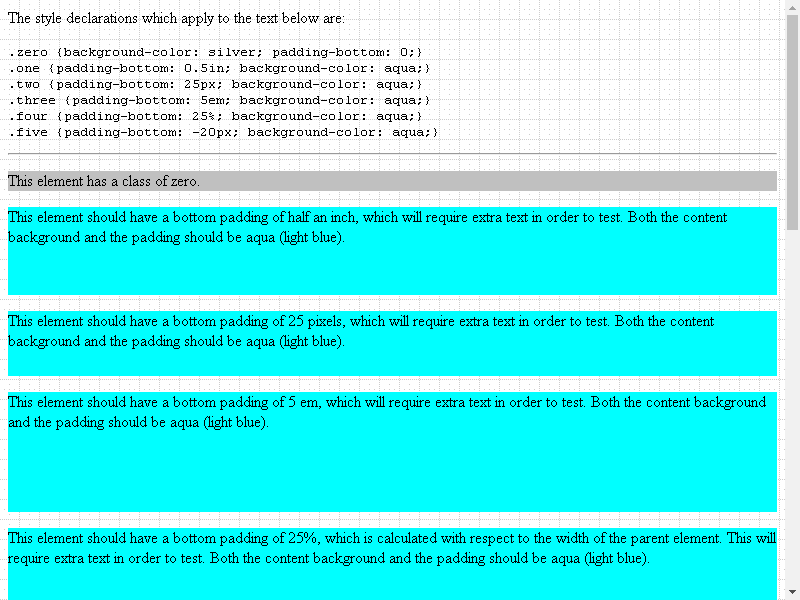 The style declarations which apply to the text below are:
.zero {background-color: silver; padding-bottom: 0;}
.one {padding-bottom: 0.5in; background-color: aqua;}
.two {padding-bottom: 25px; background-color: aqua;}
.three {padding-bottom: 5em; background-color: aqua;}
.four {padding-bottom: 25%; background-color: aqua;}
.five {padding-bottom: -20px; background-color: aqua;}
This element has a class of zero.
This element should have a bottom padding of half an inch, which will require extra text in order to test. Both the content
background and the padding should be aqua (light blue).
This element should have a bottom padding of 25 pixels, which will require extra text in order to test. Both the content
background and the padding should be aqua (light blue).
This element should have a bottom padding of 5 em, which will require extra text in order to test. Both the content background
and the padding should be aqua (light blue).
This element should have a bottom padding of 25%, which is calculated with respect to the width of the parent element. This will
require extra text in order to test. Both the content background and the padding should be aqua (light blue).